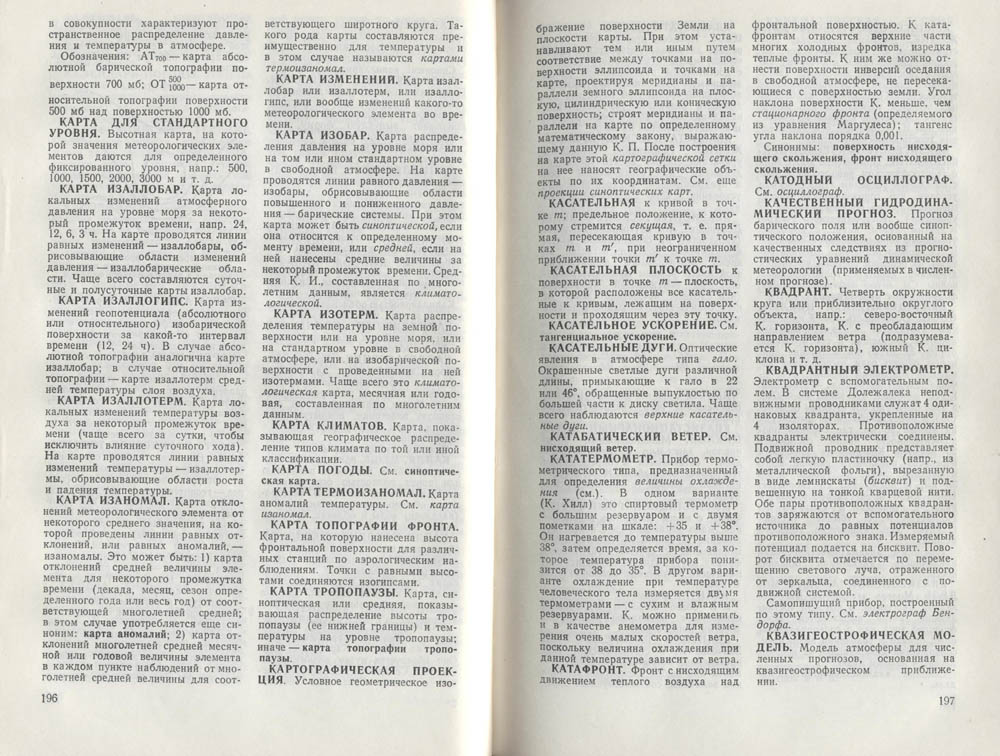 в совокупности характеризуют про-
странственное распределение давле-
ния и температуры в атмосфере.
Обозначения: АТ700 — карта абсо-
лютной барической топографии по-
верхности 700 мб; ОТ 500/1000 — карта от-
носительной топографии поверхности
500 мб над поверхностью 1000 мб.
КАРТА ДЛЯ СТАНДАРТНОГО
УРОВНЯ. Высотная карта, на ко-
торой значения метеорологических эле-
ментов даются для определенного
фиксированного уровня, напр.: 500,
1000, 1500, 2000, 3000 м и т. д.
КАРТА ИЗАЛЛОБАР. Карта ло-
кальных изменений атмосферного
давления на уровне моря за некото-
рый промежуток времени, напр. 24,
12, 6, 3 ч. На карте проводятся линии
равных изменений — изаллобары, об-
рисовывающие области изменений
давления — изаллобарические обла-
сти. Чаще всего составляются суточ-
ные и полусуточные карты изаллобар.
КАРТА ИЗАЛЛОГИПС. Карта из-
менений геопотенциала (абсолютного
или относительного) изобарической
поверхности за какой-то интервал
времени (12, 24 ч). В случае абсо-
лютной топографии аналогична карте
изаллобар; в случае относительной
топографии — карте изаллотерм сред-
ней температуры слоя воздуха.
КАРТА ИЗАЛЛОТЕРМ. Карта ло-
кальных изменений температуры воз-
духа за некоторый промежуток вре-
мени (чаще всего за сутки, чтобы
исключить влияние суточного хода).
На карте проводятся линии равных
изменений температуры — изаллотер-
мы, обрисовывающие области роста
и падения температуры.
КАРТА ИЗАНОМАЛ. Карта откло-
нений метеорологического элемента от
некоторого среднего значения, на ко-
торой проведены линии равных от-
клонений, или равных аномалий, —
изаномалы. Это может быть: 1) карта
отклонений средней величины эле-
мента для некоторого промежутка
времени (декада, месяц, сезон опре-
деленного года или весь год) от соот-
ветствующей многолетней средней;
в этом случае употребляется еще си-
ноним: карта аномалий; 2) карта от-
клонений многолетней средней месяч-
ной или годовой величины элемента
в каждом пункте наблюдений от мно-
голетней средней величины для соот-
196
ветствующего широтного круга. Та-
кого рода карты составляются пре-
имущественно для температуры и
в этом случае называются картами
термоизаномал.
КАРТА ИЗМЕНЕНИЙ. Карта изал-
лобар или изаллотерм, или изалло-
гипс, или вообще изменений какого-то
метеорологического элемента во вре-
мени.
КАРТА ИЗОБАР. Карта распреде-
ления давления на уровне моря или
на том или ином стандартном уровне
в свободной атмосфере. На карте
проводятся линии равного давления —
изобары, обрисовывающие области
повышенного и пониженного давле-
ния — барические системы. При этом
карта может быть синоптической, если
она относится к определенному мо-
менту времени, или средней, если на
ней нанесены средние величины за
некоторый промежуток времени. Сред-
няя К. И., составленная по много-
летним данным, является климато-
логической.
КАРТА ИЗОТЕРМ. Карта распре-
деления температуры на земной по-
верхности или на уровне моря, или
на стандартном уровне в свободной
атмосфере, или на изобарической по-
верхности с проведенными на ней
изотермами. Чаще всего это климато-
логическая карта, месячная или годо-
вая, составленная по многолетним
данным.
КАРТА КЛИМАТОВ. Карта, пока-
зывающая географическое распреде-
ление типов климата по той или иной
классификации.
КАРТА ПОГОДЫ. См. синоптиче-
ская карта.
КАРТА ТЕРМОИЗАНОМАЛ. Карта
аномалий температуры. См. карта
изаномал.
КАРТА ТОПОГРАФИИ ФРОНТА.
Карта, на которую нанесена высота
фронтальной поверхности для различ-
ных станций по аэрологическим на-
блюдениям. Точки с равными высо-
тами соединяются изогипсами.
КАРТА ТРОПОПАУЗЫ. Карта, си-
ноптическая или средняя, показы-
вающая распределение высоты тро-
попаузы (ее нижней границы) и тем-
пературы на уровне тропопаузы;
иначе — карта топографии тропо-
паузы.
КАРТОГРАФИЧЕСКАЯ ПРОЕК-
ЦИЯ. Условное геометрическое изо-
бражение поверхности Земли на
плоскости карты. При этом уста-
навливают тем или иным путем
соответствие между точками на по-
верхности эллипсоида и точками на
карте, проектируя меридианы и па-
раллели земного эллипсоида на плос-
кую, цилиндрическую или коническую
поверхность; строят меридианы и па-
раллели на карте по определенному
математическому закону, выражаю-
щему данную К. П. После построения
на карте этой картографической сетки
на нее наносят географические объ-
екты по их координатам. См. еще
проекции синоптических карт.
КАСАТЕЛЬНАЯ к кривой в точ-
ке m; предельное положение, к кото-
рому стремится секущая, т. е. пря-
мая, пересекающая кривую в точ-
ках m и m′, при неограниченном
приближении точки m′ к точке m.
КАСАТЕЛЬНАЯ ПЛОСКОСТЬ к
поверхности в точке m — плоскость,
в которой расположены все касатель-
ные к кривым, лежащим на поверх-
ности и проходящим через эту точку.
КАСАТЕЛЬНОЕ УСКОРЕНИЕ. См.
тангенциальное ускорение.
КАСАТЕЛЬНЫЕ ДУГИ. Оптические
явления в атмосфере типа гало.
Окрашенные светлые дуги различной
длины, примыкающие к гало в 22
или 46°, обращенные выпуклостью по
большей части к диску светила. Чаще
всего наблюдаются верхние касатель-
ные дуги.
КАТАБАТИЧЕСКИЙ ВЕТЕР. См.
нисходящий ветер.
КАТАТЕРМОМЕТР. Прибор термо-
метрического типа, предназначенный
для определения величины охлажде-
ния (см.). В одном варианте
(К. Хилл) это спиртовый термометр
с большим резервуаром и с двумя
пометками на шкале: +35 и +38°.
Он нагревается до температуры выше
38°, затем определяется время, за ко-
торое температура прибора пони-
зится от 38 до 35°. В другом вариан-
те охлаждение при температуре
человеческого тела измеряется двумя
термометрами — с сухим и влажным
резервуарами. К. можно применить
и в качестве анемометра для измере-
рения очень малых скоростей ветра,
поскольку величина охлаждения при
данной температуре зависит от ветра.
КАТАФРОНТ. Фронт с нисходящим
движением теплого воздуха над
фронтальной поверхностью. К ката-
фронтам относятся верхние части
многих холодных фронтов, изредка
теплые фронты. К ним же можно от-
нести поверхности инверсий оседания
в свободной атмосфере, не пересекаю-
щиеся с поверхностью земли. Угол
наклона поверхности К. меньше, чем
стационарного фронта (определяемого
из уравнения Маргулеса); тангенс
угла наклона порядка 0,001.
Синонимы: поверхность нисходя-
щего скольжения, фронт нисходящего
скольжения.
КАТОДНЫЙ ОСЦИЛЛОГРАФ.
См. осциллограф.
КАЧЕСТВЕННЫЙ ГИДРОДИНА-
МИЧЕСКИЙ ПРОГНОЗ. Прогноз
барического поля или вообще синоп-
тического положения, основанный на
качественных следствиях из прогно-
стических уравнений динамической
метеорологии (применяемых в числен-
ном прогнозе).
КВАДРАНТ. Четверть окружности
круга или приблизительно округлого
объекта, напр.: северо-восточный
К. горизонта, К. с преобладающим
направлением ветра (подразумева-
ется К. горизонта), южный К. ци-
клона и т. д.
КВАДРАНТНЫЙ ЭЛЕКТРОМЕТР.
Электрометр с вспомогательным по-
лем. В системе Долежалека непод-
вижными проводниками служат 4 оди-
наковых квадранта, укрепленные на
4 изоляторах. Противоположные
квадранты электрически соединены.
Подвижной проводник представляет
собой легкую пластиночку (напр., из
металлической фольги), вырезанную
в виде лемнискаты (бисквит) и под-
вешенную на тонкой кварцевой нити.
Обе пары противоположных квадран-
тов заряжаются от вспомогательного
источника до равных потенциалов
противоположного знака. Измеряемый
потенциал подается на бисквит. Пово-
рот бисквита отмечается по переме-
щению светового луча, отраженного
от зеркальца, соединенного с по-
движной системой.
Самопишущий прибор, построенный
по этому типу. См. электрограф Бен-
дорфа.
КВАЗИГЕОСТРОФИЧЕСКАЯ МО-
ДЕЛЬ. Модель атмосферы для чис-
ленных прогнозов, основанная на
квазигеострофическом приближе-
нии.
197